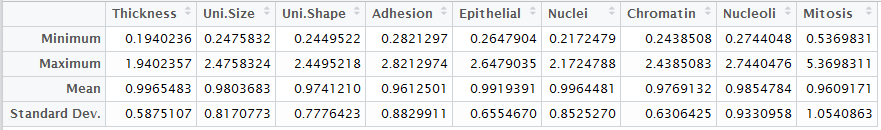 Thickness Uni.Size Uni.Shape Adhesion Epithelial Nuclei Chromatin Nucleoli Mitosis
Minimum 0.1940236 0.2475832 0.2449522 0.2821297 0.2647904 0.2172479 0.2438508 0.2744048 0.5369831
Maximum 1.9402357 2.4758324 2.4495218 2.8212974 2.6479035 2.1724788 2.4385083 2.7440476 5.3698311
Mean 0.9965483 0.9803683 0.9741210 0.9612501 0.9919391 0.9964481 0.9769132 0.9854784 0.9609171
Standard Dev. 0.5875107 0.8170773 0.7776423 0.8829911 0.6554670 0.8525270 0.6306425 0.9330958 1.0540863